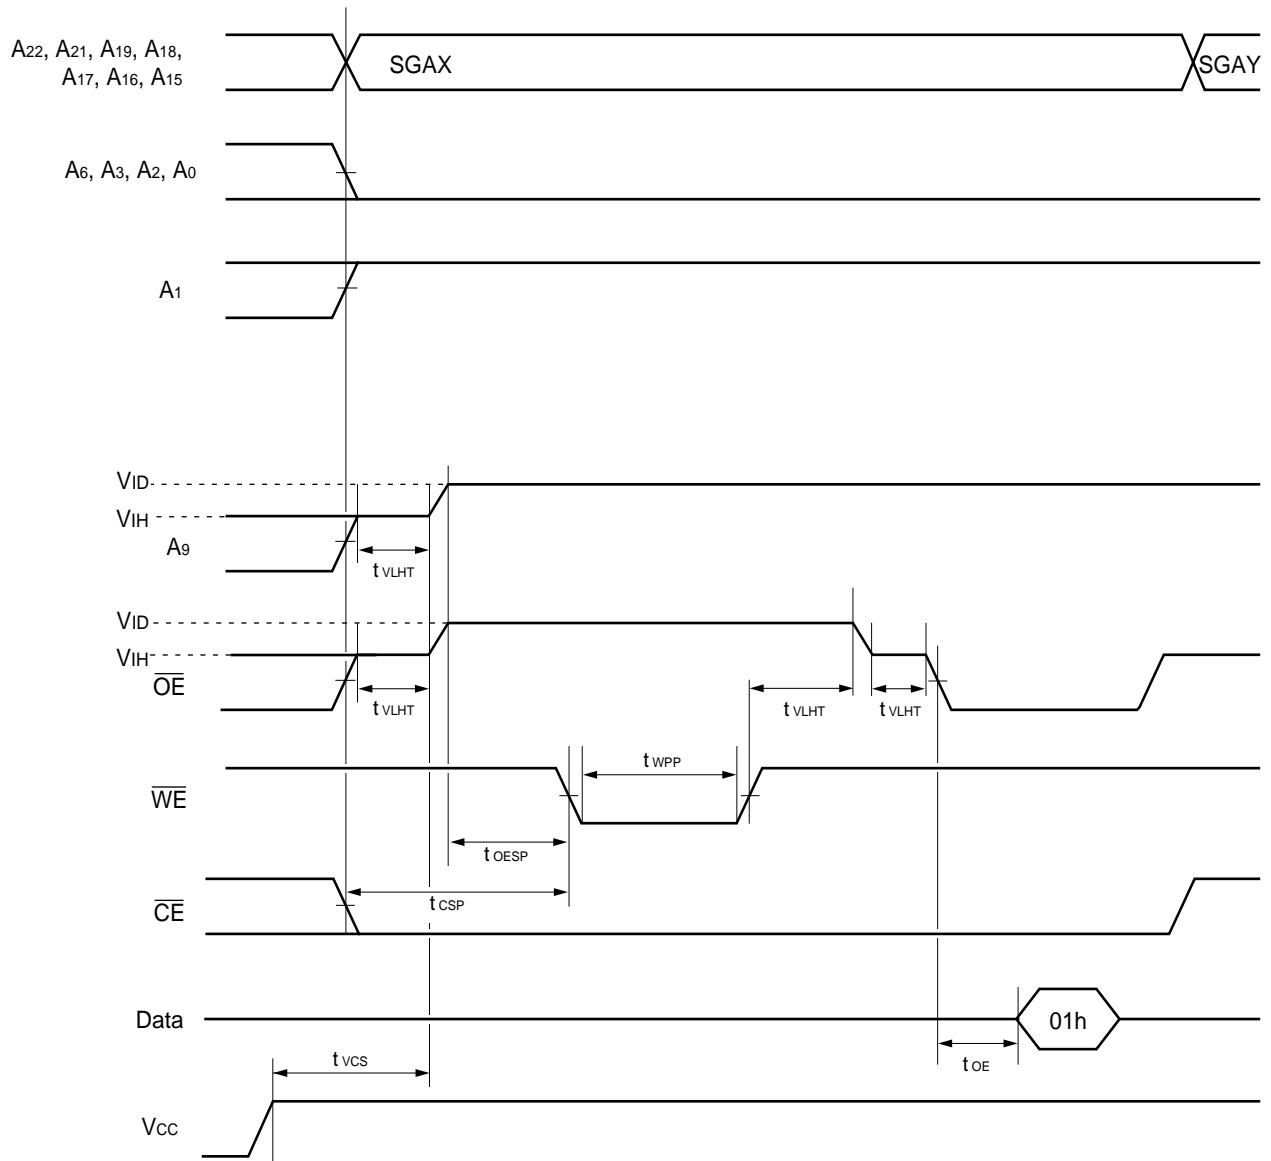 A22, A21, A19, A18,
A17, A16, A15
SGAX
SGAY
A6, A3, A2, A0
A1
VID
VIH
A9
tVLHT
VID
VIH
OE
tVLHT
tVLHT
tVLHT
WE
tWPP
tOESP
tCSP
CE
Data
01h
tOE
tVCS
VCC